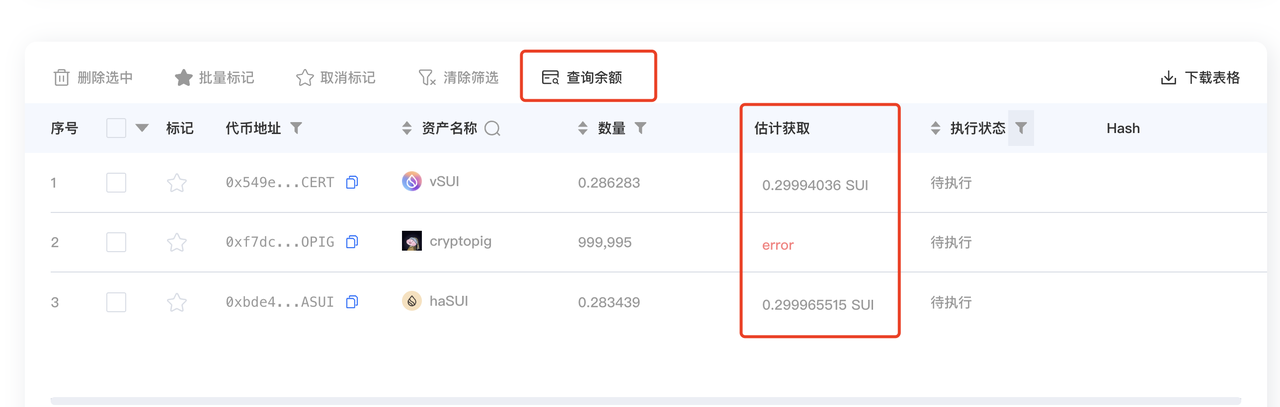 删除选中 批量标记 取消标记 清除筛选 查询余额 下载表格
序号 标记 代币地址 资产名称 数量 估计获取 执行状态 Hash
1 0x549e...CERT vSUI 0.286283 0.29994036 SUI 待执行
2 0xf7dc...OPIG cryptopig 999,995 error 待执行
3 0xbde4...ASUI haSUI 0.283439 0.299965515 SUI 待执行